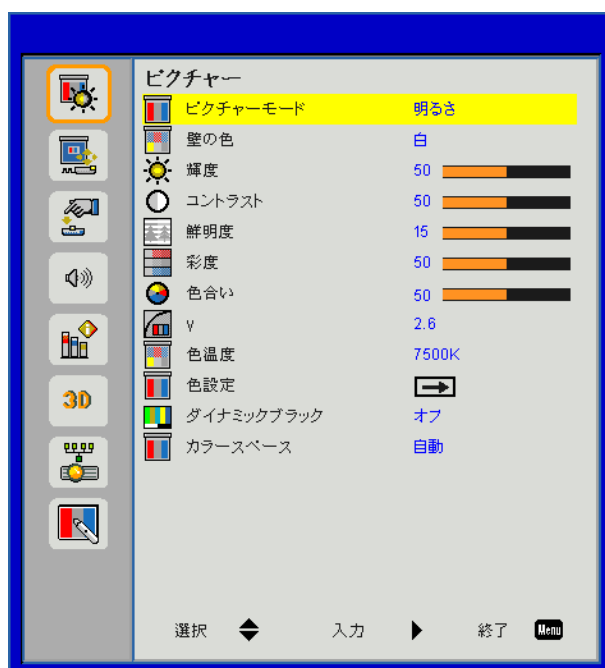 ピクチャー
ピクチャーモード 明るさ
壁の色 白
輝度 50
コントラスト 50
鮮明度 15
彩度 50
色合い 50
γ 2.6
色温度 7500K
色設定
ダイナミックブラック オフ
カラースペース 自動
3D
選択 入力 終了 Menu